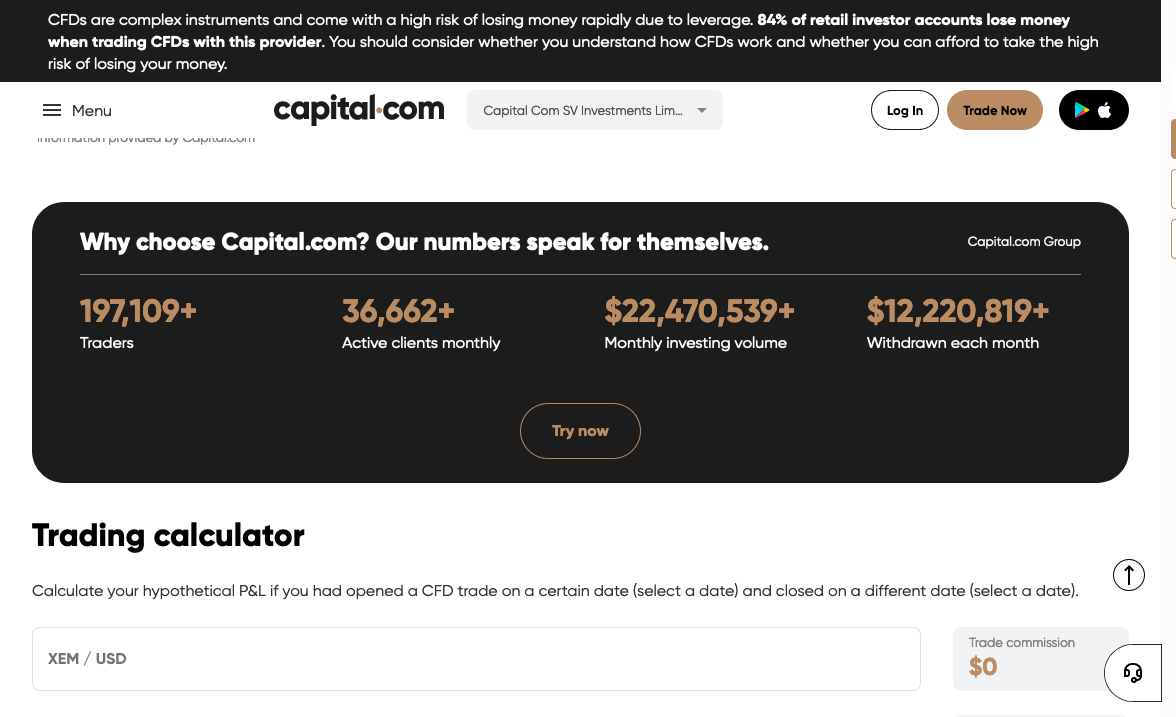 CFDs are complex instruments and come with a high risk of losing money rapidly due to leverage. 84% of retail investor accounts lose money
when trading CFDs with this provider. You should consider whether you understand how CFDs work and whether you can afford to take the high
risk of losing your money.
Menu
capital.com
Capital Com SV Investments Lim...
Log In
Trade Now
information provided by Capital.com
Why choose Capital.com? Our numbers speak for themselves.
Capital.com Group
197,109+
36,662+
$22,470,539+
$12,220,819+
Traders
Active clients monthly
Monthly investing volume
Withdrawn each month
Try now
Trading calculator
Calculate your hypothetical P&L if you had opened a CFD trade on a certain date (select a date) and closed on a different date (select a date).
XEM / USD
Trade commission
$0